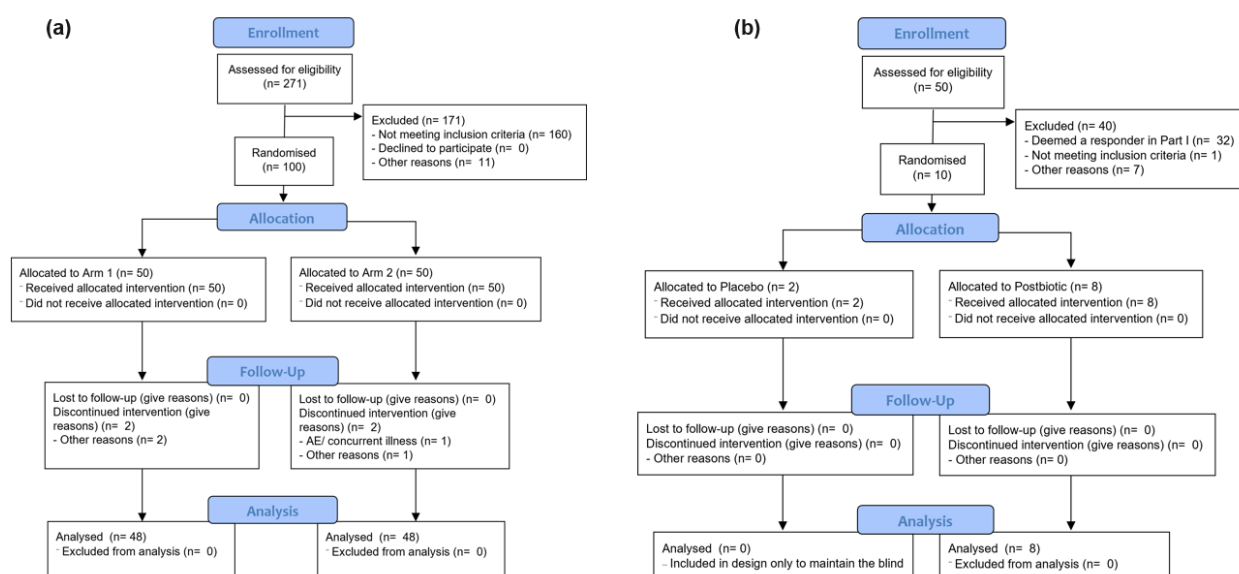 (a)
Enrollment
Assessed for eligibility
(n= 271)
Excluded (n= 171)
- Not meeting inclusion criteria (n= 160)
- Declined to participate (n= 0)
- Other reasons (n= 11)
Randomised
(n= 100)
Allocation
Allocated to Arm 1 (n= 50)
- Received allocated intervention (n= 50)
- Did not receive allocated intervention (n= 0)
Allocated to Arm 2 (n= 50)
- Received allocated intervention (n= 50)
- Did not receive allocated intervention (n= 0)
Follow-Up
Lost to follow-up (give reasons) (n= 0)
Discontinued intervention (give
reasons) (n= 2)
- Other reasons (n= 2)
Lost to follow-up (give reasons) (n= 0)
Discontinued intervention (give
reasons) (n= 2)
- AE/ concurrent illness (n= 1)
- Other reasons (n= 1)
Analysis
Analysed (n= 48)
- Excluded from analysis (n= 0)
Analysed (n= 48)
- Excluded from analysis (n= 0)
(b)
Enrollment
Assessed for eligibility
(n= 50)
Excluded (n= 40)
- Deemed a responder in Part I (n= 32)
- Not meeting inclusion criteria (n= 1)
- Other reasons (n= 7)
Randomised
(n= 10)
Allocation
Allocated to Placebo (n= 2)
- Received allocated intervention (n= 2)
- Did not receive allocated intervention (n= 0)
Allocated to Postbiotic (n= 8)
- Received allocated intervention (n= 8)
- Did not receive allocated intervention (n= 0)
Follow-Up
Lost to follow-up (give reasons) (n= 0)
Discontinued intervention (give reasons) (n= 0)
- Other reasons (n= 0)
Lost to follow-up (give reasons) (n= 0)
Discontinued intervention (give reasons) (n= 0)
- Other reasons (n= 0)
Analysis
Analysed (n= 0)
- Included in design only to maintain the blind
Analysed (n= 8)
- Excluded from analysis (n= 0)